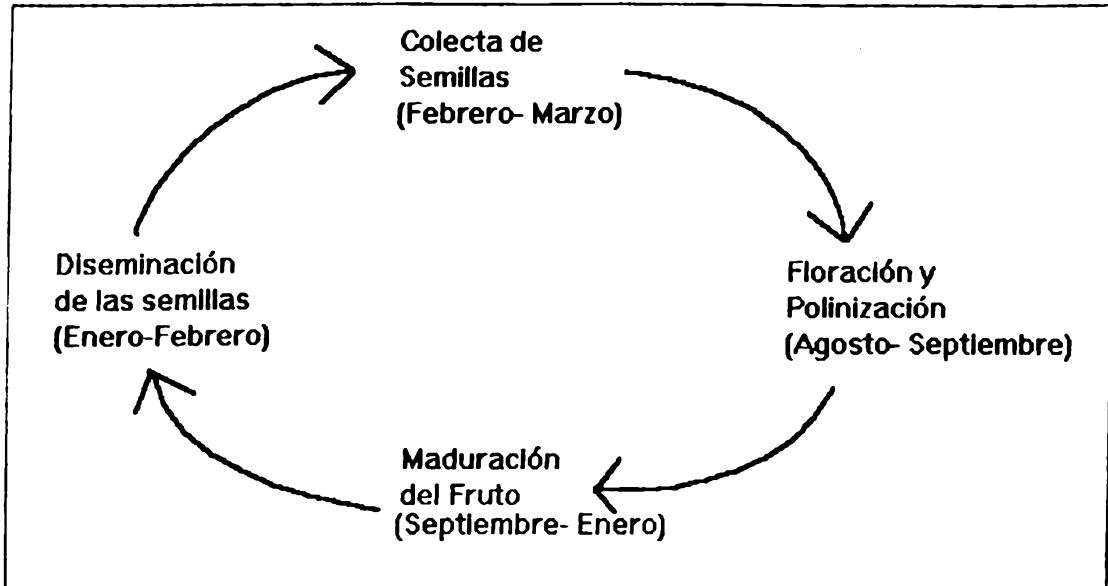 Colecta de
Semillas
(Febrero- Marzo)
Diseminación
de las semillas
(Enero-Febrero)
Floración y
Polinización
(Agosto- Septiembre)
Maduración
del Fruto
(Septiembre- Enero)